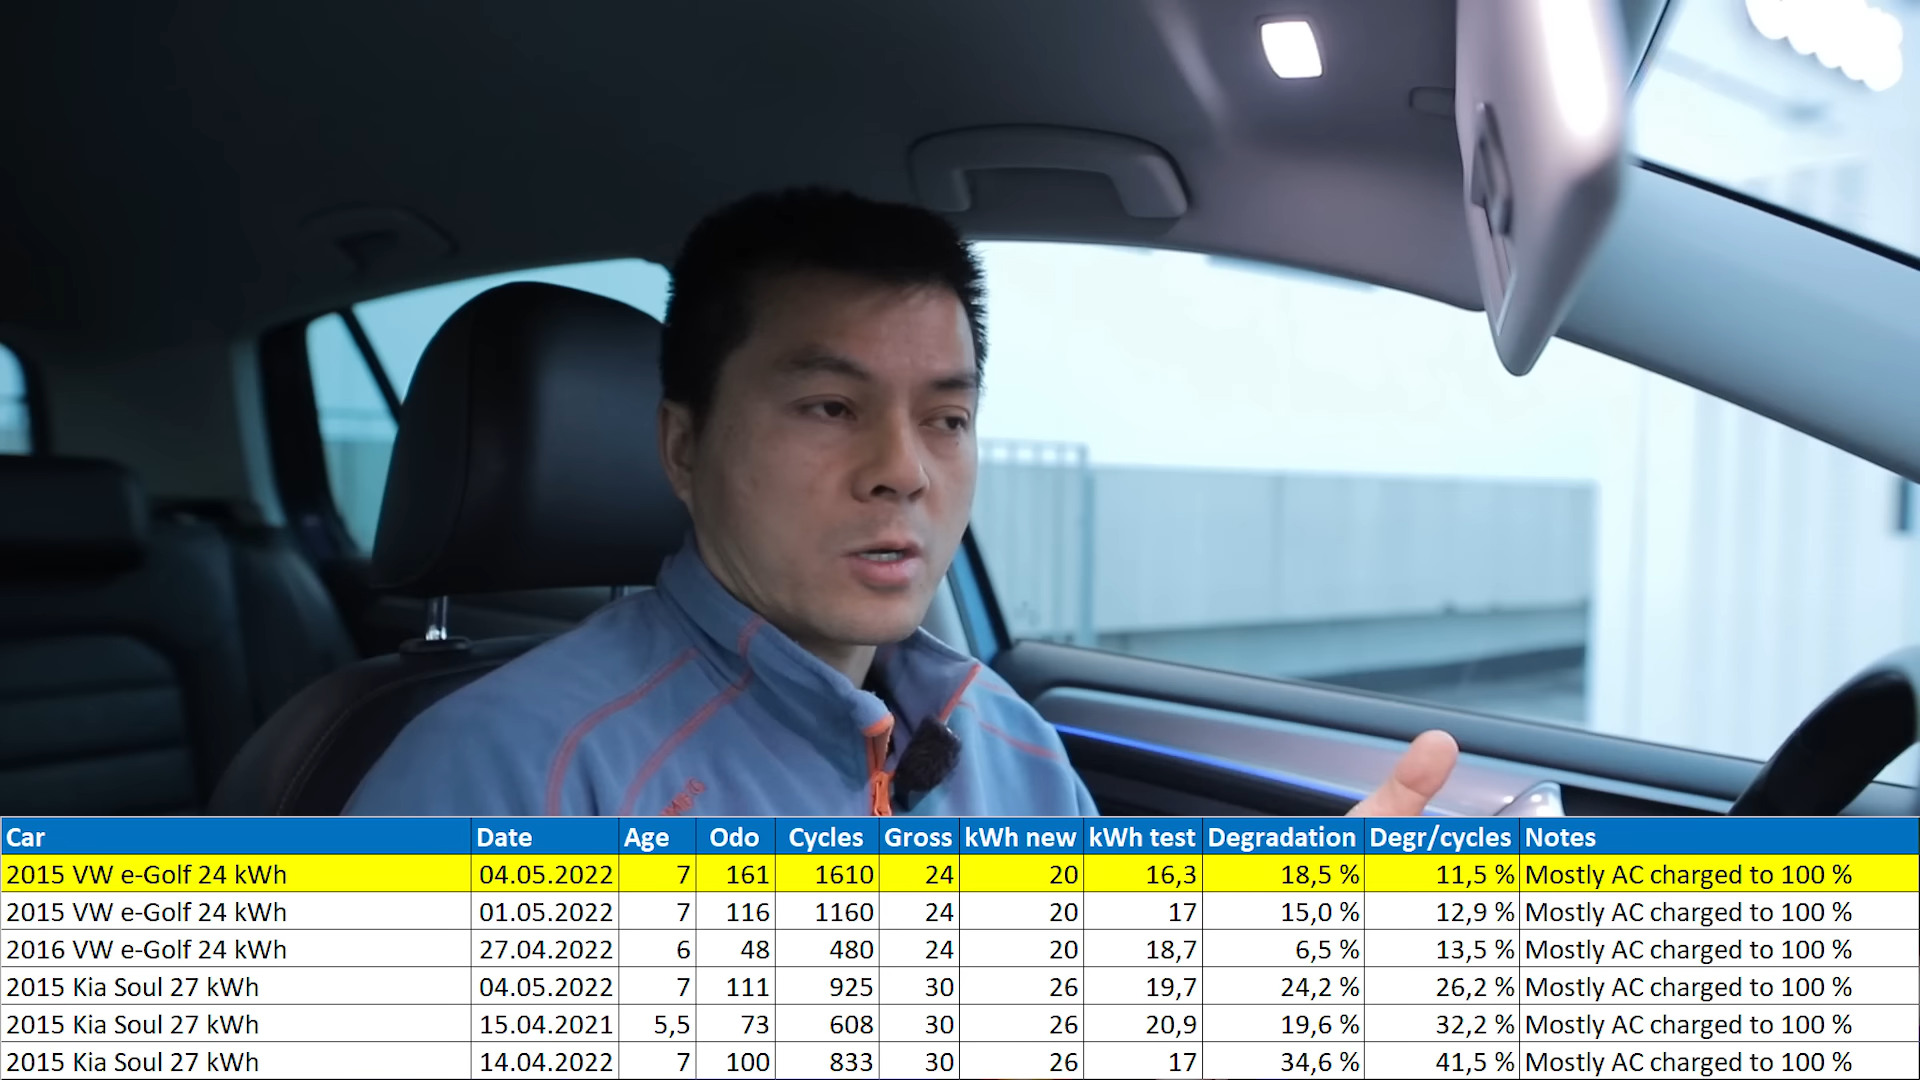 Car Date Age Odo Cycles Gross kWh new kWh test Degradation Degr/cycles Notes
2015 VW e-Golf 24 kWh 04.05.2022 7 161 1610 24 20 16,3 18,5 % 11,5 % Mostly AC charged to 100 %
2015 VW e-Golf 24 kWh 01.05.2022 7 116 1160 24 20 17 15,0 % 12,9 % Mostly AC charged to 100 %
2016 VW e-Golf 24 kWh 27.04.2022 6 48 480 24 20 18,7 6,5 % 13,5 % Mostly AC charged to 100 %
2015 Kia Soul 27 kWh 04.05.2022 7 111 925 30 26 19,7 24,2 % 26,2 % Mostly AC charged to 100 %
2015 Kia Soul 27 kWh 15.04.2021 5,5 73 608 30 26 20,9 19,6 % 32,2 % Mostly AC charged to 100 %
2015 Kia Soul 27 kWh 14.04.2022 7 100 833 30 26 17 34,6 % 41,5 % Mostly AC charged to 100 %